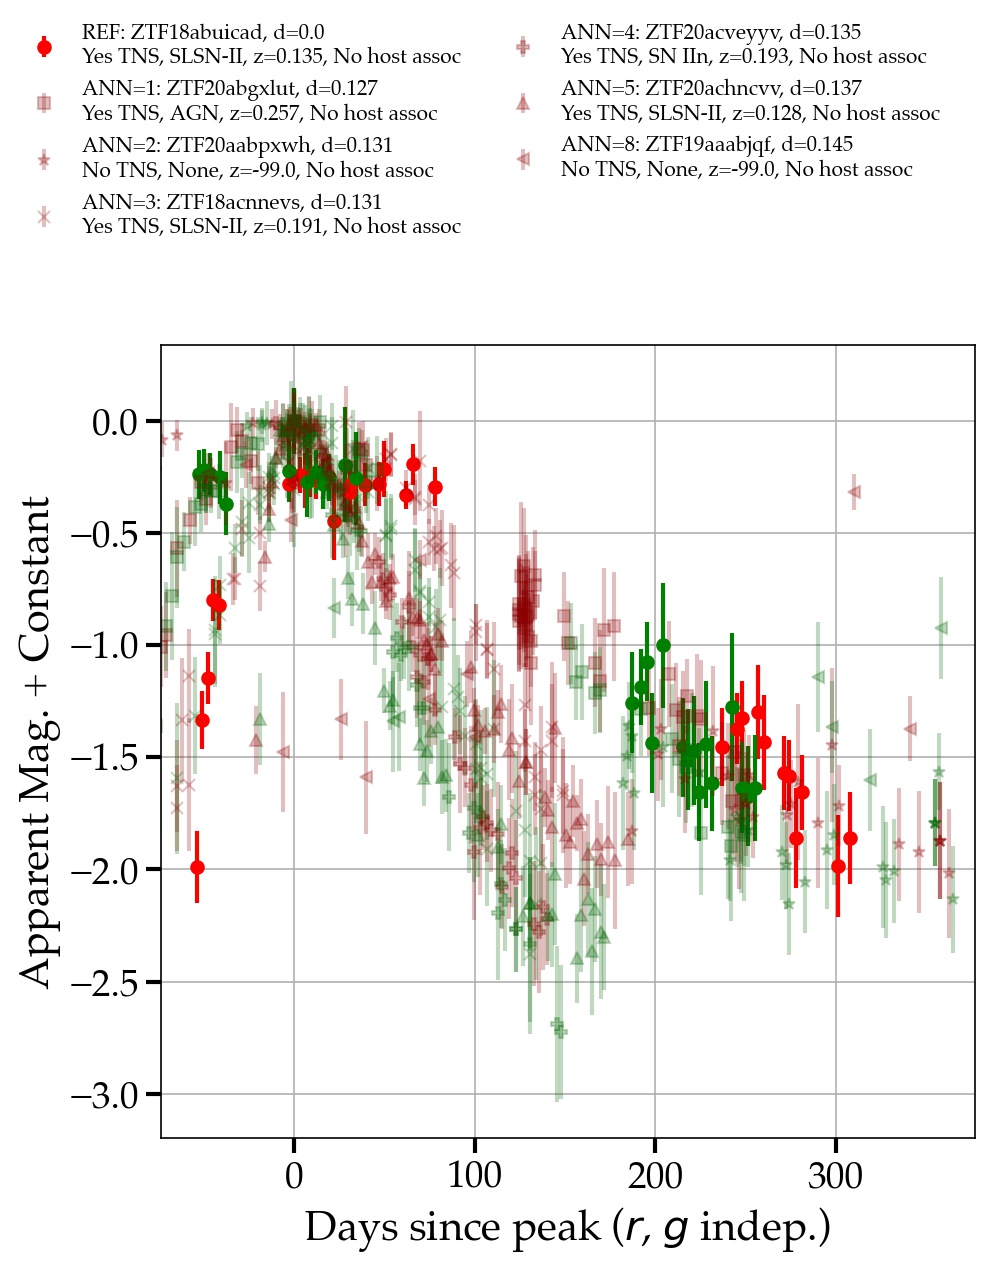 REF: ZTF18abuicad, d=0.0
Yes TNS, SLSN-II, z=0.135, No host assoc
ANN=1: ZTF20abgxlut, d=0.127
Yes TNS, AGN, z=0.257, No host assoc
ANN=2: ZTF20aabpxwh, d=0.131
No TNS, None, z=-99.0, No host assoc
ANN=3: ZTF18acnnevs, d=0.131
Yes TNS, SLSN-II, z=0.191, No host assoc
ANN=4: ZTF20acveyyv, d=0.135
Yes TNS, SN IIn, z=0.193, No host assoc
ANN=5: ZTF20achncvv, d=0.137
Yes TNS, SLSN-II, z=0.128, No host assoc
ANN=8: ZTF19aaabjqf, d=0.145
No TNS, None, z=-99.0, No host assoc
Apparent Mag. + Constant
0.0
−0.5
−1.0
−1.5
−2.0
−2.5
−3.0
0 100 200 300
Days since peak (r, g indep.)